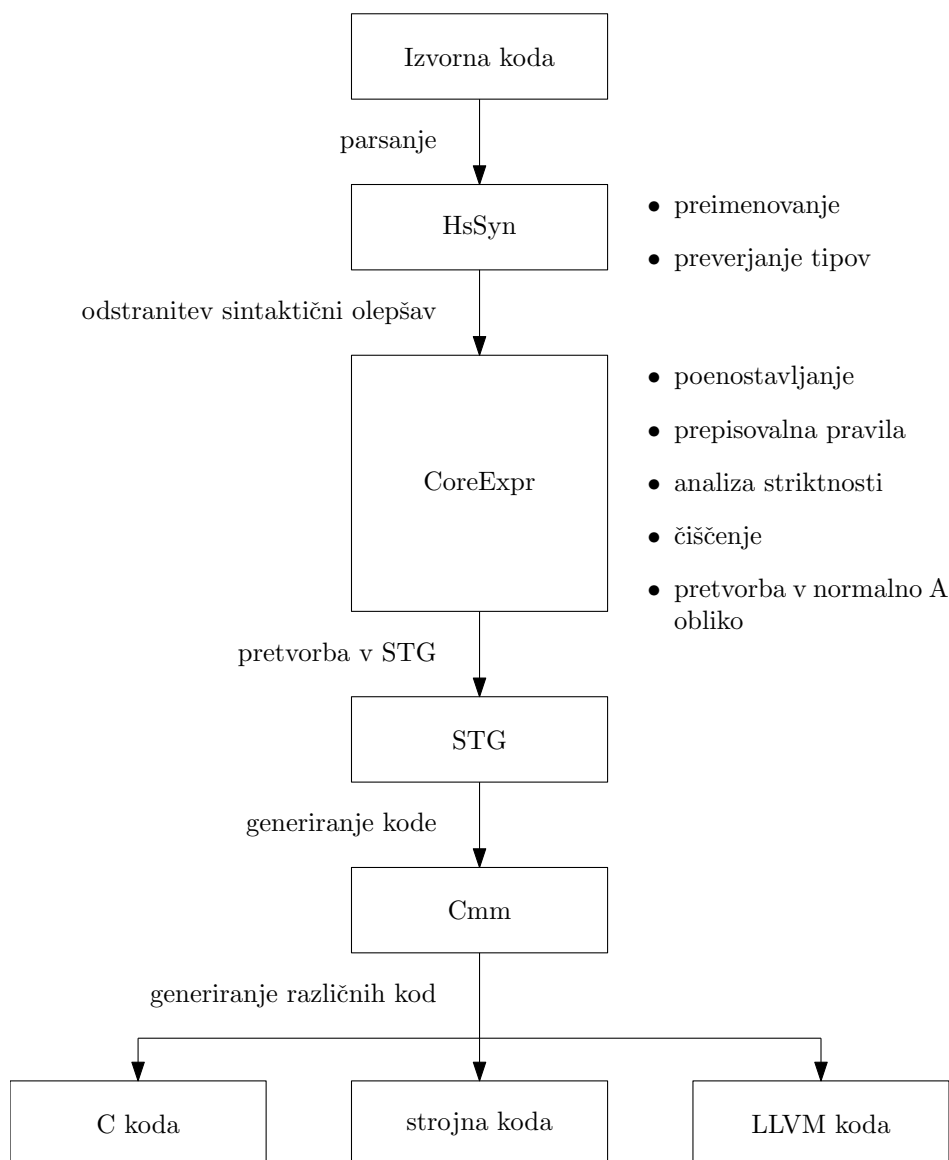 Izvorna koda
parsanje
HsSyn
• preimenovanje
• preverjanje tipov
odstranitev sintaktični olepšav
CoreExpr
• poenostavljanje
• prepisovalna pravila
• analiza striktnosti
• čiščenje
• pretvorba v normalno A
obliko
pretvorba v STG
STG
generiranje kode
Cmm
generiranje različnih kod
C koda
strojna koda
LLVM koda